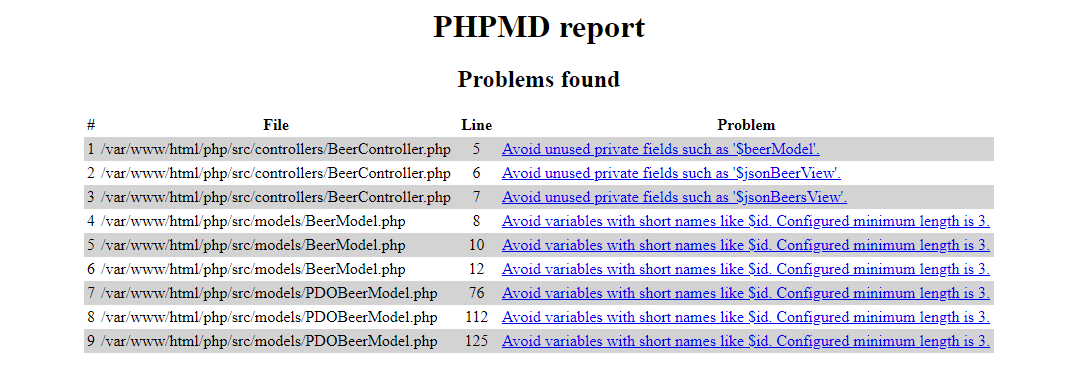 PHPMD report
Problems found
# File Line Problem
1 /var/www/html/php/src/controllers/BeerController.php 5 Avoid unused private fields such as '$beerModel'.
2 /var/www/html/php/src/controllers/BeerController.php 6 Avoid unused private fields such as '$jsonBeerView'.
3 /var/www/html/php/src/controllers/BeerController.php 7 Avoid unused private fields such as '$jsonBeersView'.
4 /var/www/html/php/src/models/BeerModel.php 8 Avoid variables with short names like $id. Configured minimum length is 3.
5 /var/www/html/php/src/models/BeerModel.php 10 Avoid variables with short names like $id. Configured minimum length is 3.
6 /var/www/html/php/src/models/BeerModel.php 12 Avoid variables with short names like $id. Configured minimum length is 3.
7 /var/www/html/php/src/models/PDOBeerModel.php 76 Avoid variables with short names like $id. Configured minimum length is 3.
8 /var/www/html/php/src/models/PDOBeerModel.php 112 Avoid variables with short names like $id. Configured minimum length is 3.
9 /var/www/html/php/src/models/PDOBeerModel.php 125 Avoid variables with short names like $id. Configured minimum length is 3.